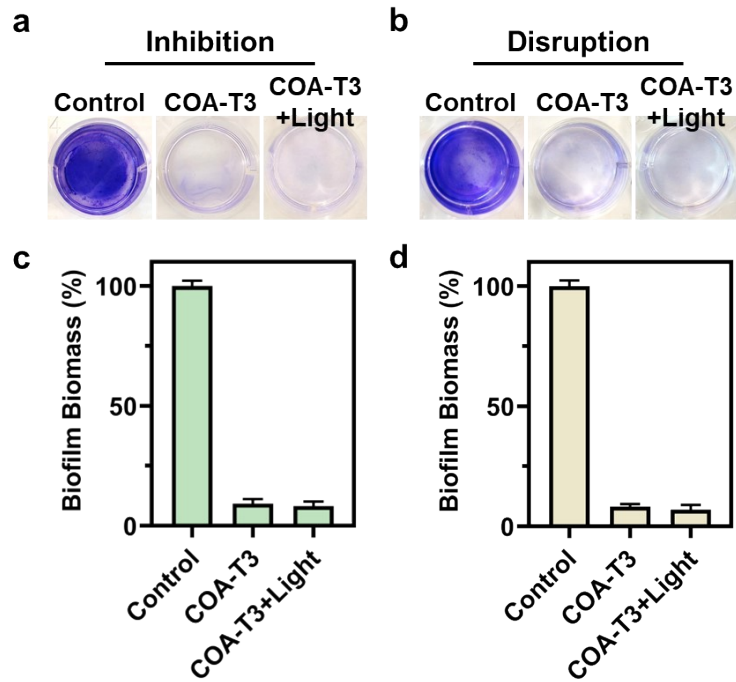 a
Inhibition
Control
COA-T3
COA-T3
+Light
b
Disruption
Control
COA-T3
COA-T3
+Light
c
Biofilm Biomass (%)
100
50
0
Control
COA-T3
COA-T3+Light
d
Biofilm Biomass (%)
100
50
0
Control
COA-T3
COA-T3+Light